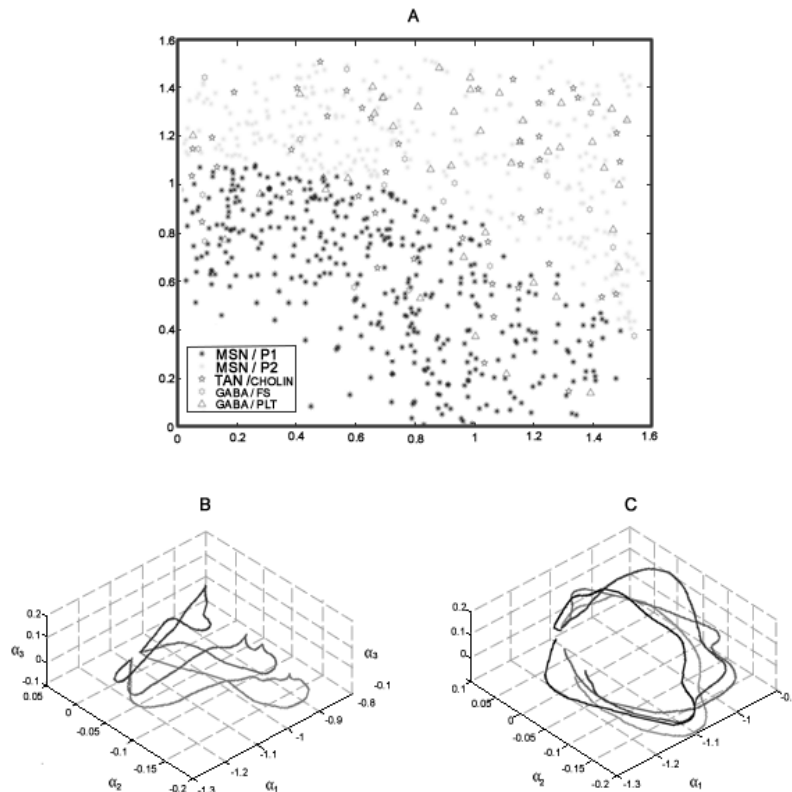 A
1.6
1.4
1.2
1
0.8
0.6
0.4
0.2
0
MSN / P1
MSN / P2
TAN /CHOLIN
GABA / FS
GABA / PLT
0 0.2 0.4 0.6 0.8 1 1.2 1.4 1.6
B
0.2
0.1
0
-0.1
α3
0.05
0
-0.05
-0.1
-0.15
-0.2
α2
-1.3
-1.2
-1.1
-1
-0.9
-0.8
α1
α3
-0.1
C
0.2
0.1
0
0.1
0.05
0
-0.05
-0.1
-0.15
-0.2
α2
-1.3
-1.2
-1.1
-1
α1